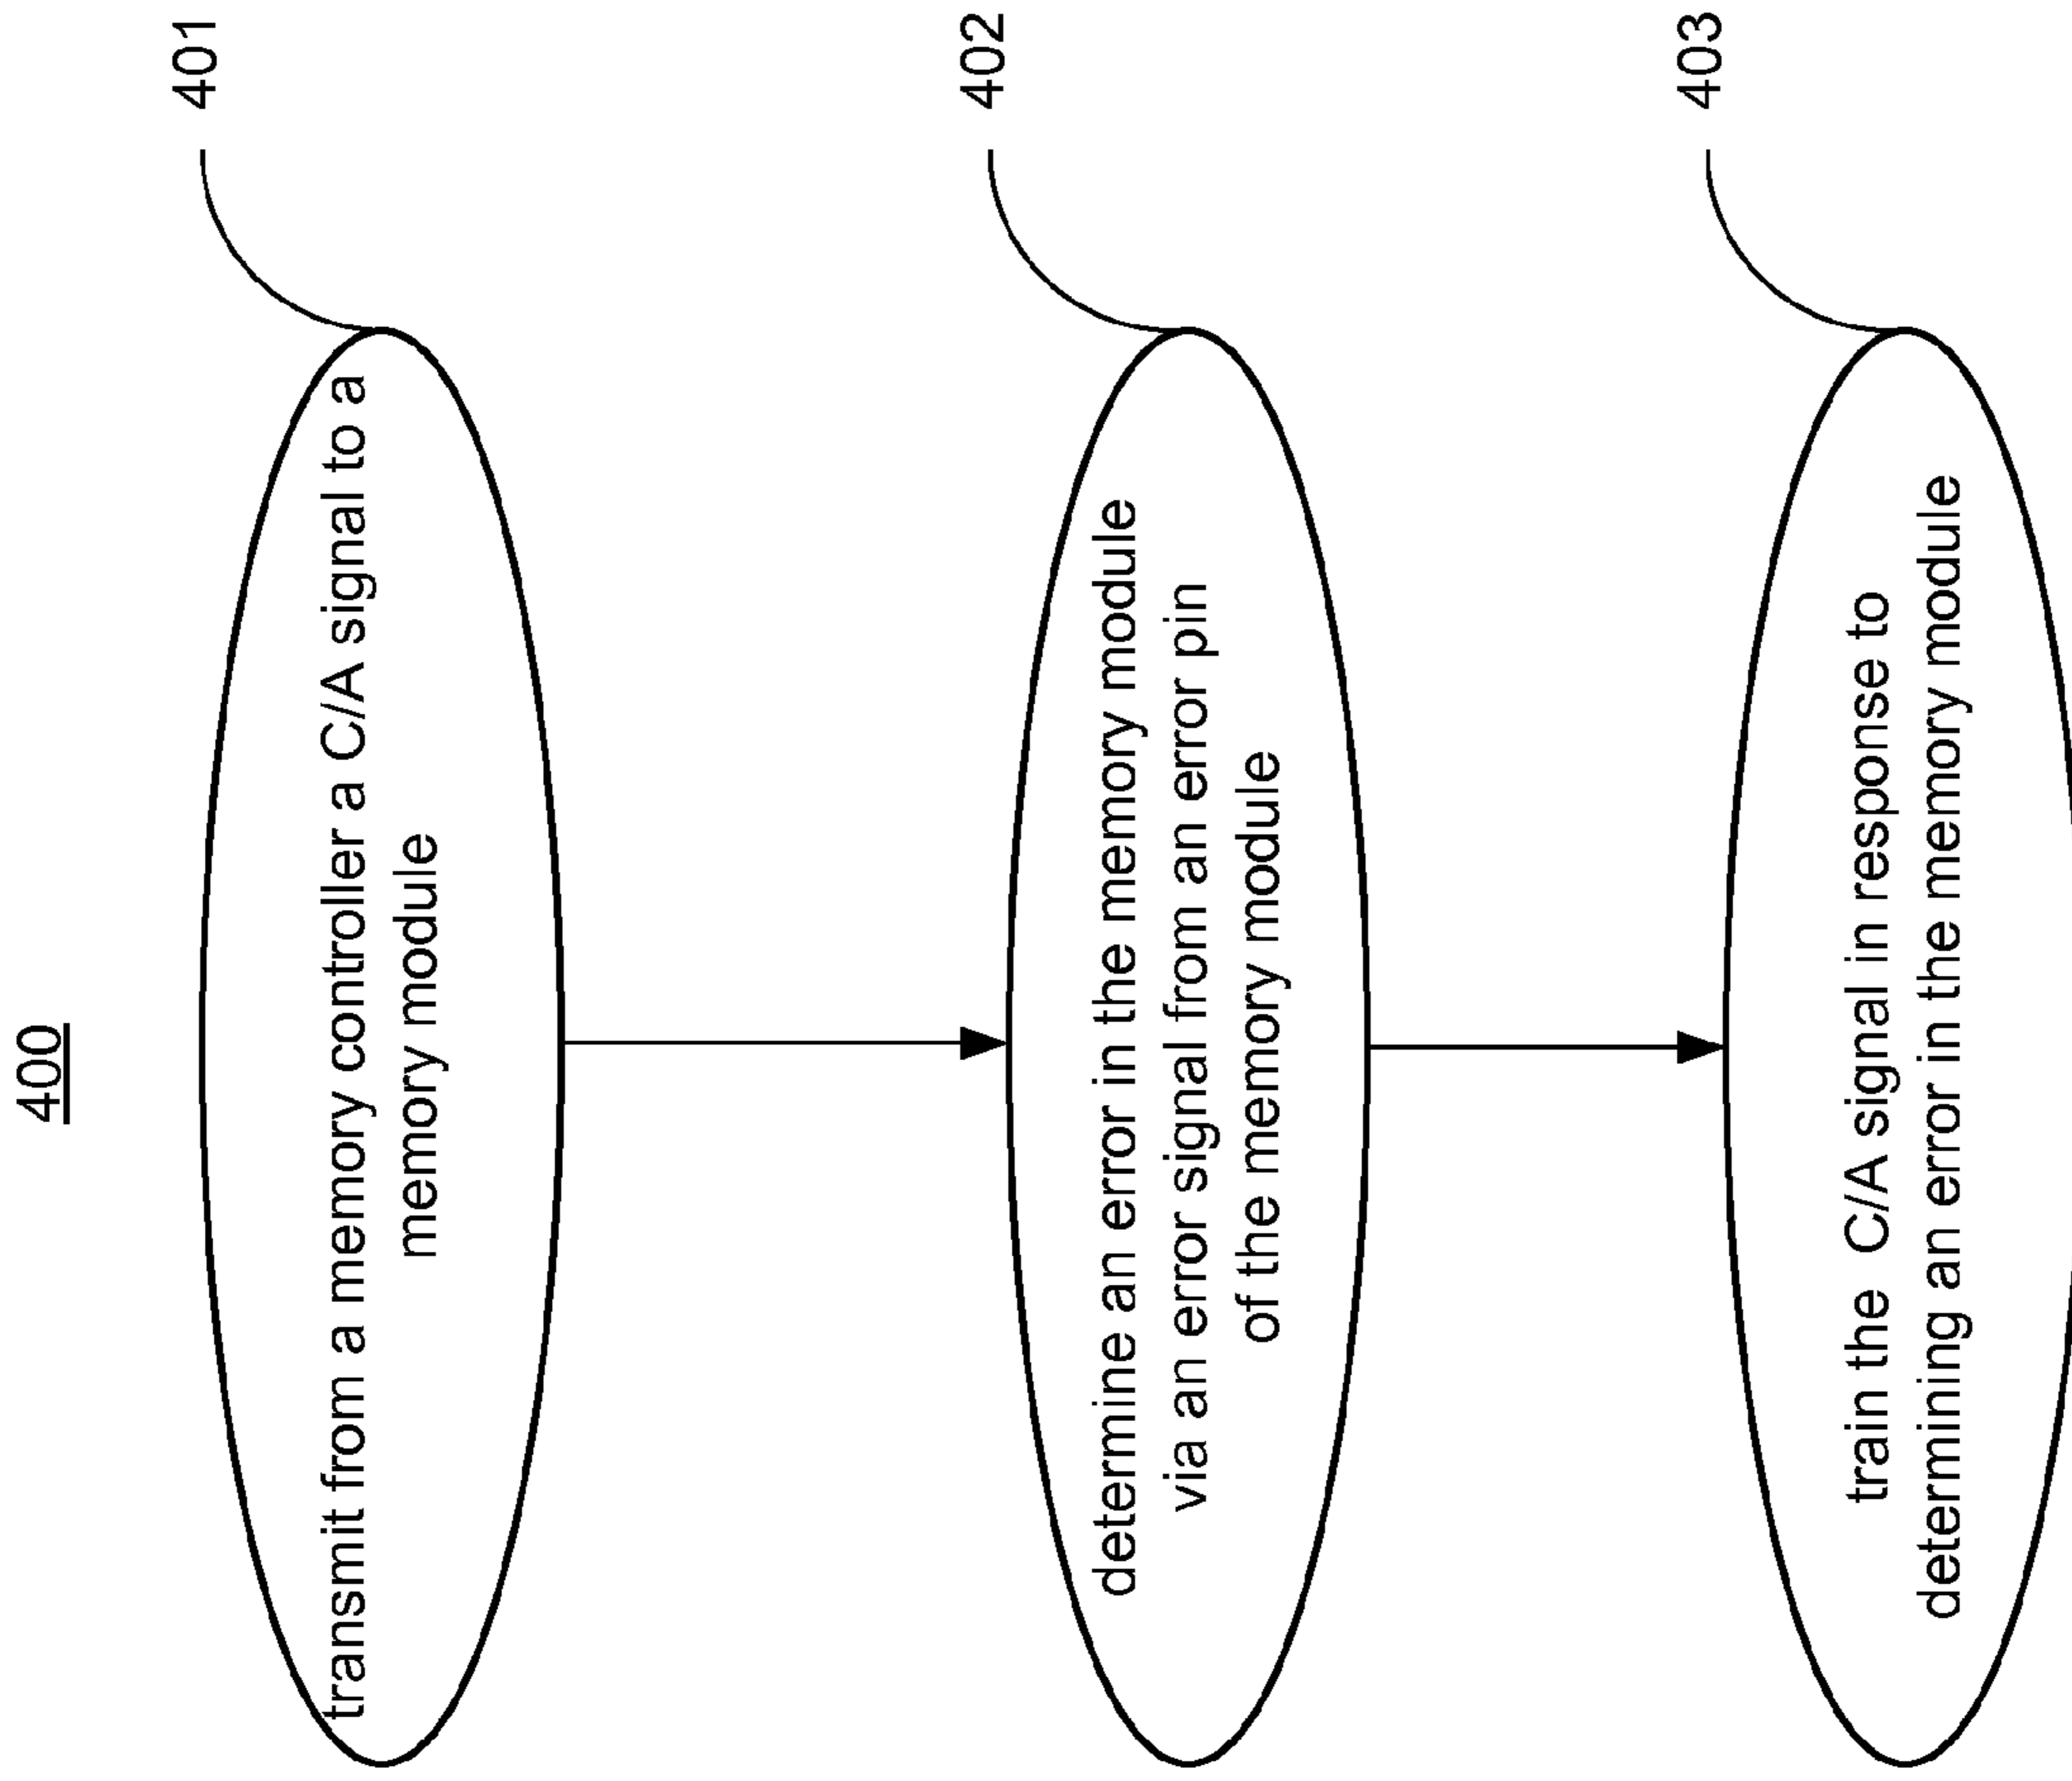 400
401
transmit from a memory controller a C/A signal to a
memory module
402
determine an error in the memory module
via an error signal from an error pin
of the memory module
403
train the C/A signal in response to
determining an error in the memory module